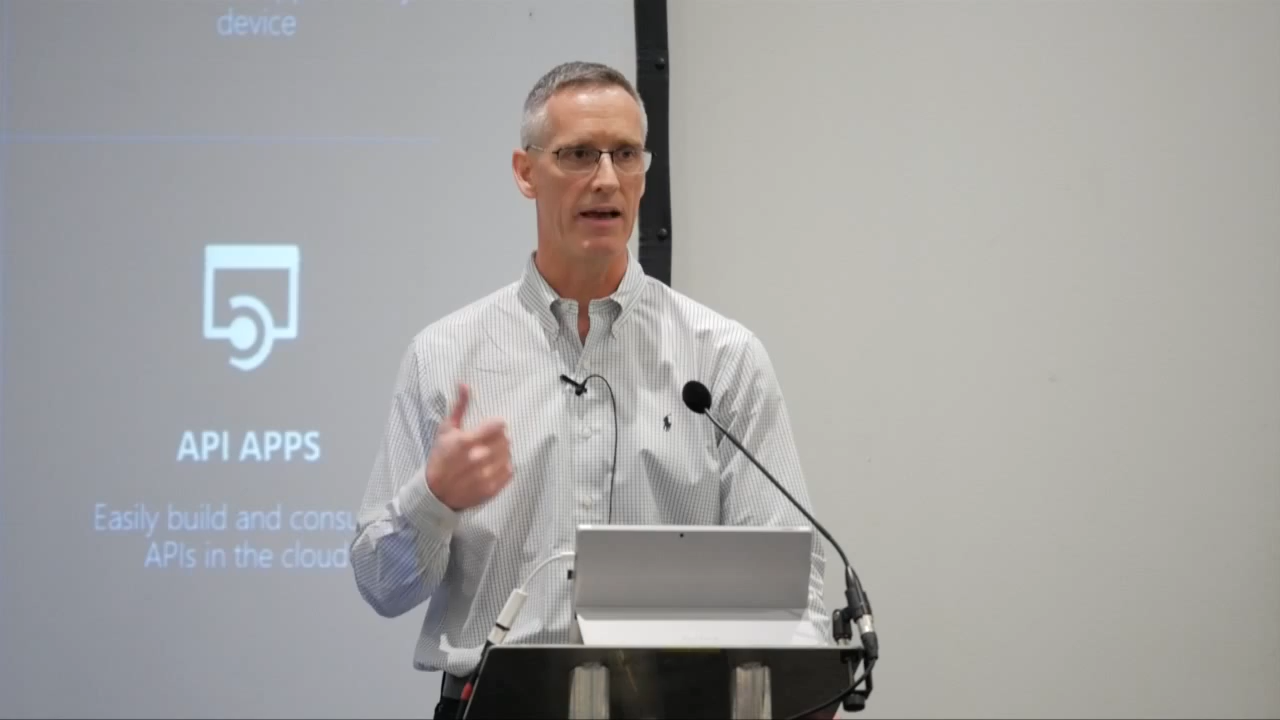 device
API APPS
Easily build and consu
APIs in the cloud